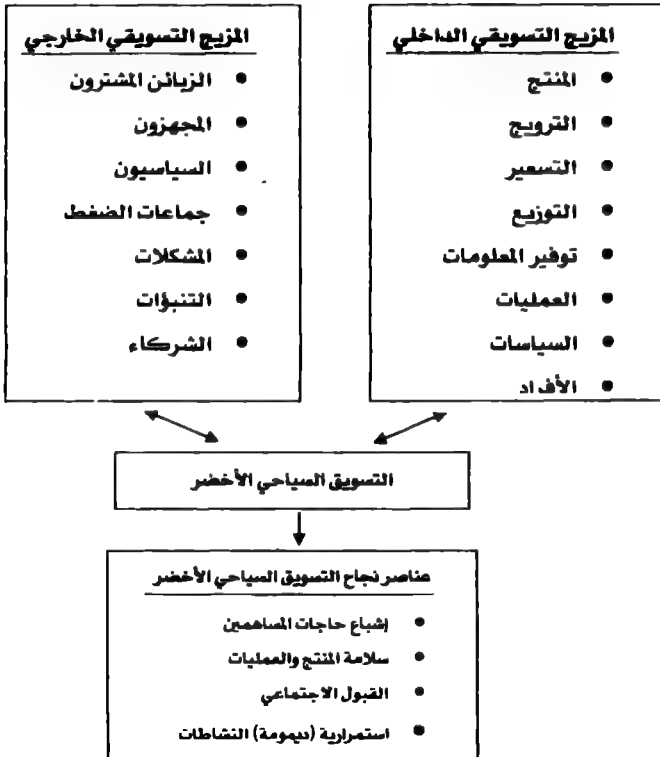 المزيج التسويقي الداخلي
• المنتج
• الترويج
• التسعير
• التوزيع
• توفير المعلومات
• العمليات
• السياسات
• الأفراد
المزيج التسويقي الخارجي
• الزبائن المشترون
• المجهزون
• السياسيون
• جماعات الضغط
• المشكلات
• التنبؤات
• الشركاء
التسويق السياحي الأخضر
عناصر نجاح التسويق السياحي الأخضر
• إشباع حاجات المساهمين
• سلامة المنتج والعمليات
• القبول الاجتماعي
• استمرارية (ديمومة) النشاطات